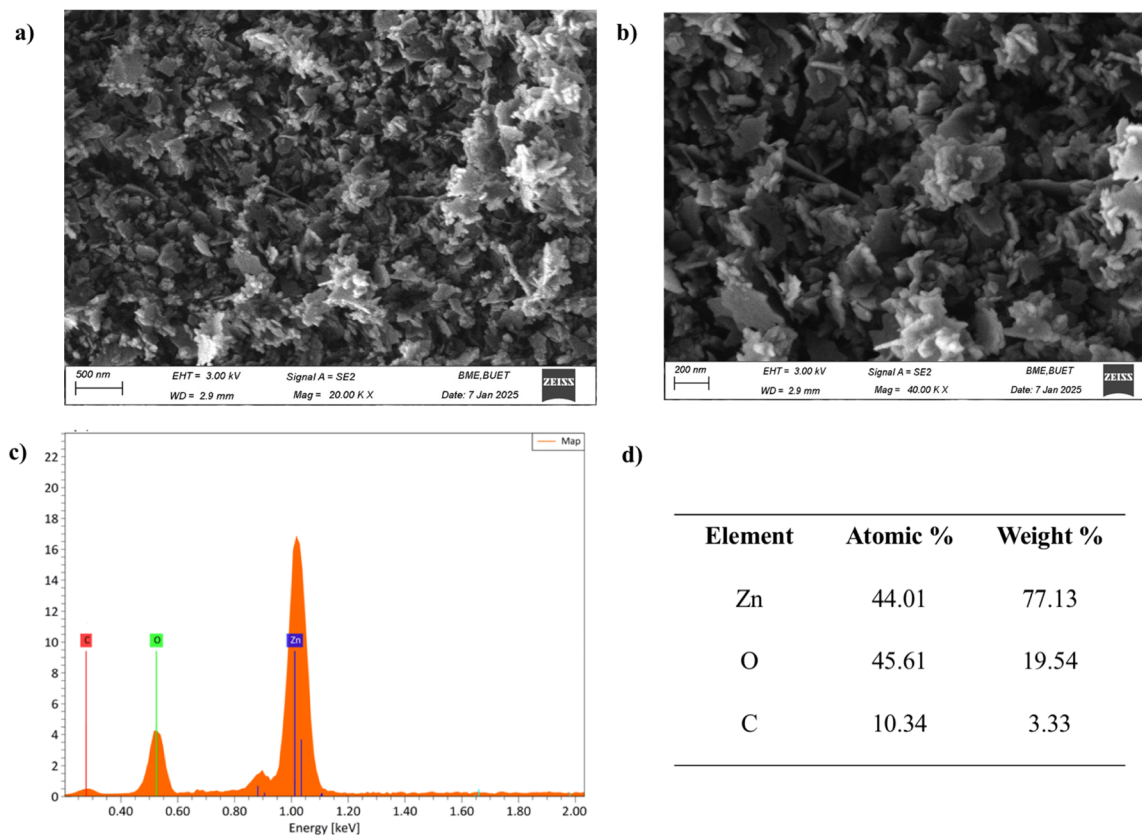 a)
500 nm
EHT = 3.00 kV
Signal A = SE2
BME,BUET
WD = 2.9 mm
Mag = 20.00 K X
Date: 7 Jan 2025
ZEISS
b)
200 nm
EHT = 3.00 kV
Signal A = SE2
BME,BUET
WD = 2.9 mm
Mag = 40.00 K X
Date: 7 Jan 2025
ZEISS
c)
Map
22
20
18
16
14
12
10
8
6
4
2
0
C
O
Zn
0.40 0.60 0.80 1.00 1.20 1.40 1.60 1.80 2.00
Energy [keV]
d)
Element Atomic % Weight %
Zn 44.01 77.13
O 45.61 19.54
C 10.34 3.33